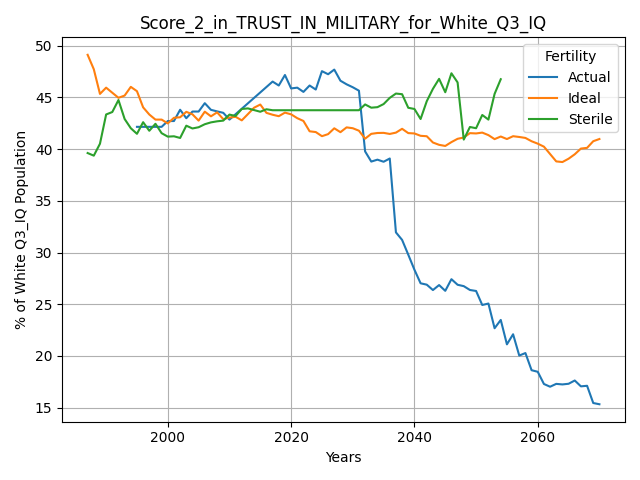 Score_2_in_TRUST_IN_MILITARY_for_White_Q3_IQ
% of White Q3_IQ Population
50
45
40
35
30
25
20
15
2000
2020
2040
2060
Years
Fertility
Actual
Ideal
Sterile